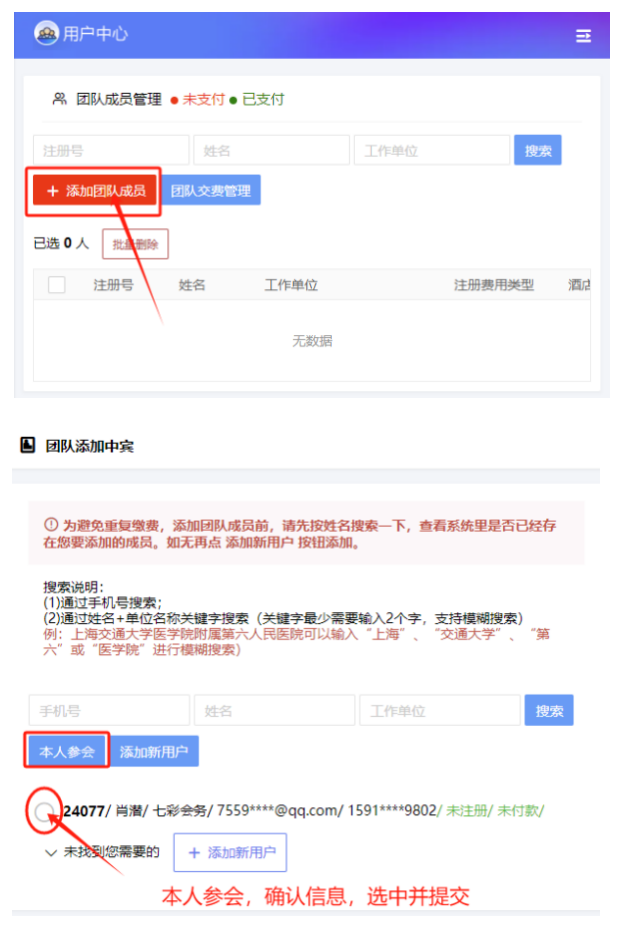 用户中心
团队成员管理 ● 未支付 ● 已支付
注册号 姓名 工作单位 搜索
+ 添加团队成员 团队交费管理
已选 0 人 批量删除
注册号 姓名 工作单位 注册费用类型 酒店
无数据
团队添加中宾
为避免重复缴费，添加团队成员前，请先按姓名搜索一下，查看系统里是否已经存
在您要添加的成员。如无再点 添加新用户 按钮添加。
搜索说明：
(1)通过手机号搜索；
(2)通过姓名+单位名称关键字搜索（关键字最少需要输入2个字，支持模糊搜索）
例：上海交通大学医学院附属第六人民医院可以输入“上海”、“交通大学”、“第
六”或“医学院”进行模糊搜索）
手机号 姓名 工作单位 搜索
本人参会 添加新用户
24077/ 肖潜/ 七彩会务/ 7559****@qq.com/ 1591****9802/ 未注册/ 未付款/
未找到您需要的 + 添加新用户
本人参会，确认信息，选中并提交